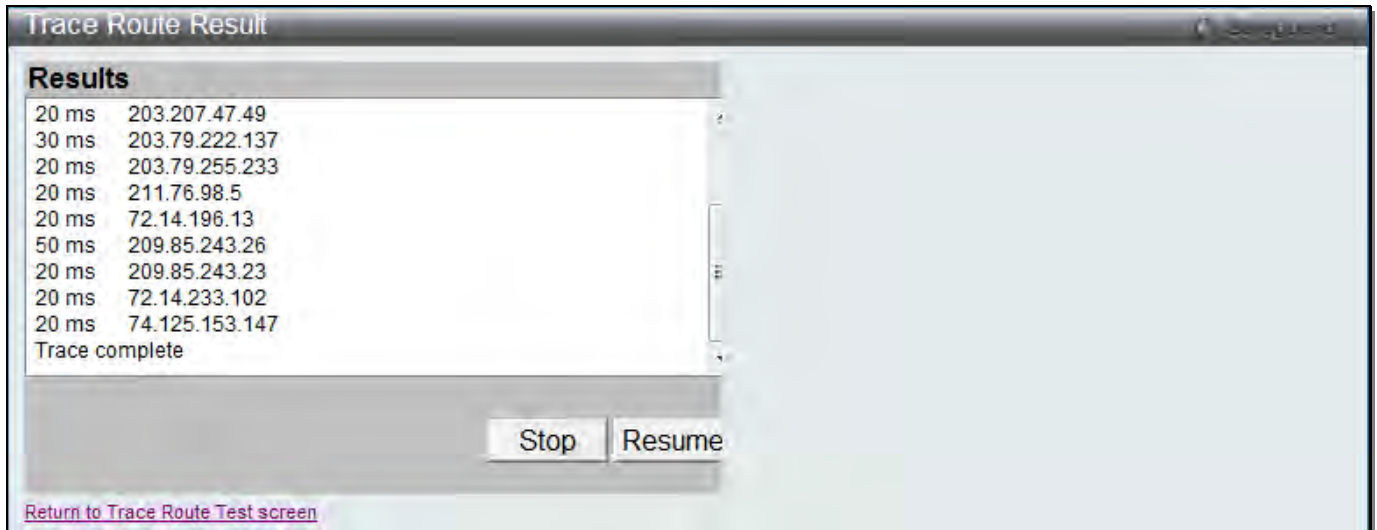 Trace Route Result
Results
20 ms 203.207.47.49
30 ms 203.79.222.137
20 ms 203.79.255.233
20 ms 211.76.98.5
20 ms 72.14.196.13
50 ms 209.85.243.26
20 ms 209.85.243.23
20 ms 72.14.233.102
20 ms 74.125.153.147
Trace complete
Stop Resume
Return to Trace Route Test screen